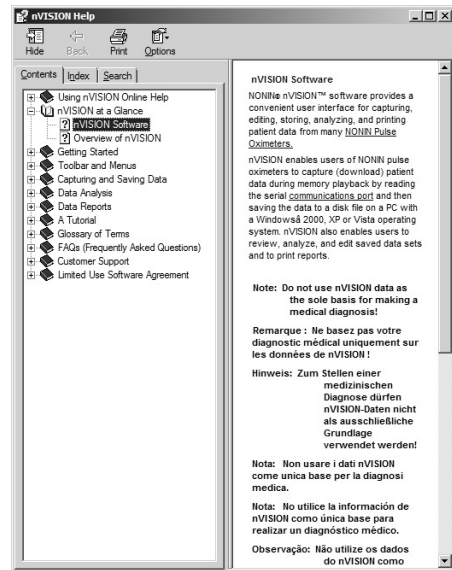 nVISION Help
Hide Back Print Options
Contents Index Search
Using nVISION Online Help
nVISION at a Glance
nVISION Software
Overview of nVISION
Getting Started
Toolbar and Menus
Capturing and Saving Data
Data Analysis
Data Reports
A Tutorial
Glossary of Terms
FAQs (Frequently Asked Questions)
Customer Support
Limited Use Software Agreement
nVISION Software
NONIN® nVISION™ software provides a
convenient user interface for capturing,
editing, storing, analyzing, and printing
patient data from many NONIN Pulse
Oximeters.
nVISION enables users of NONIN pulse
oximeters to capture (download) patient
data during memory playback by reading
the serial communications port and then
saving the data to a disk file on a PC with
a Windowsâ 2000, XP or Vista operating
system. nVISION also enables users to
review, analyze, and edit saved data sets
and to print reports.
Note: Do not use nVISION data as
the sole basis for making a
medical diagnosis!
Remarque : Ne basez pas votre
diagnostic médical uniquement sur
les données de nVISION !
Hinweis: Zum Stellen einer
medizinischen
Diagnose dürfen
nVISION-Daten nicht
als ausschließliche
Grundlage
verwendet werden!
Nota: Non usare i dati nVISION
come unica base per la diagnosi
medica.
Nota: No utilice la información de
nVISION como única base para
realizar un diagnóstico médico.
Observação: Não utilize os dados
do nVISION como